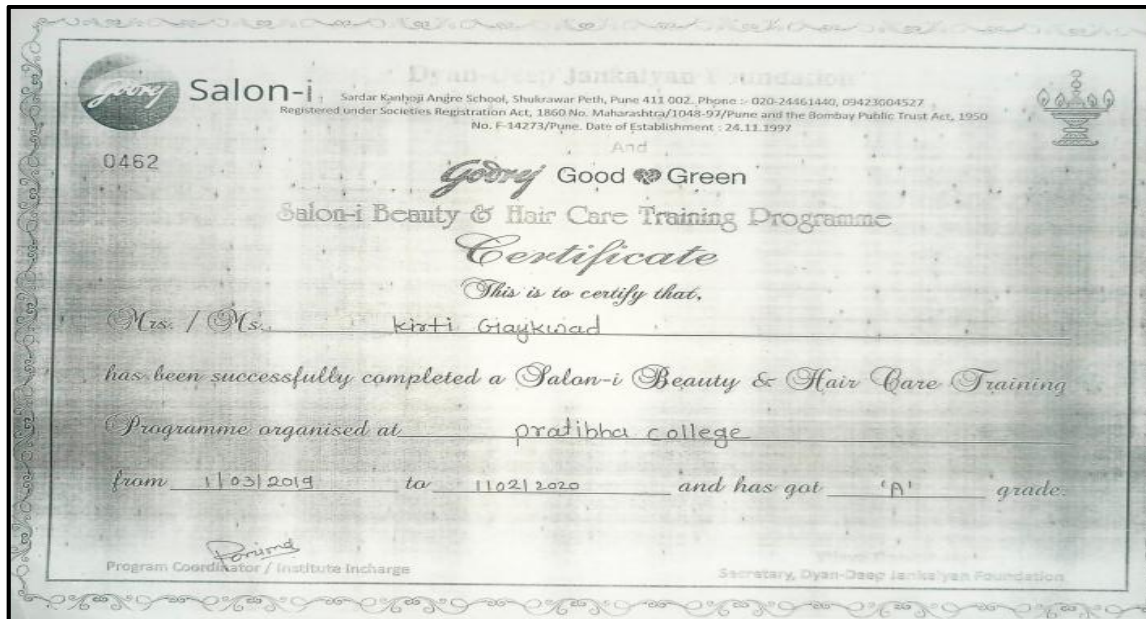 Godrej Salon-i
Dyan-Deep Jankalyan Foundation
Sardar Kanhoji Angre School, Shukrawar Peth, Pune 411 002. Phone :- 020-24461440, 09423004527
Registered under Societies Registration Act, 1860 No. Maharashtra/1048-97/Pune and the Bombay Public Trust Act, 1950
No. F-14273/Pune. Date of Establishment : 24.11.1997
And
0462
Godrej Good Green
Salon-i Beauty & Hair Care Training Programme
Certificate
This is to certify that,
Mrs. / Ms. kirti Giaykwad
has been successfully completed a Salon-i Beauty & Hair Care Training
Programme organised at pratibha college
from 1/03/2019 to 1/02/2020 and has got 'A' grade.
Program Coordinator / Institute Incharge
Secretary, Dyan-Deep Jankalyan Foundation